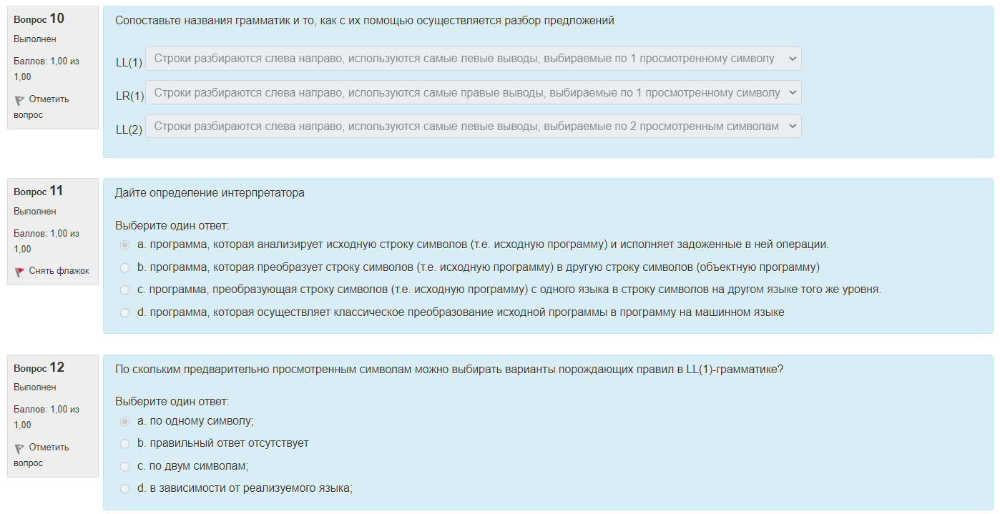 Вопрос 10
Выполнен
Баллов: 1,00 из
1,00
Отметить
вопрос
Сопоставьте названия грамматик и то, как с их помощью осуществляется разбор предложений
LL(1) Строки разбираются слева направо, используются самые левые выводы, выбираемые по 1 просмотренному символу
LR(1) Строки разбираются слева направо, используются самые правые выводы, выбираемые по 1 просмотренному символу
LL(2) Строки разбираются слева направо, используются самые левые выводы, выбираемые по 2 просмотренным символам
Вопрос 11
Выполнен
Баллов: 1,00 из
1,00
Снять флажок
Дайте определение интерпретатора
Выберите один ответ:
a. программа, которая анализирует исходную строку символов (т.е. исходную программу) и исполняет задоженные в ней операции.
b. программа, которая преобразует строку символов (т.е. исходную программу) в другую строку символов (объектную программу)
c. программа, преобразующая строку символов (т.е. исходную программу) с одного языка в строку символов на другом языке того же уровня.
d. программа, которая осуществляет классическое преобразование исходной программы в программу на машинном языке
Вопрос 12
Выполнен
Баллов: 1,00 из
1,00
Отметить
вопрос
По скольким предварительно просмотренным символам можно выбирать варианты порождающих правил в LL(1)-грамматике?
Выберите один ответ:
a. по одному символу;
b. правильный ответ отсутствует
c. по двум символам;
d. в зависимости от реализуемого языка;